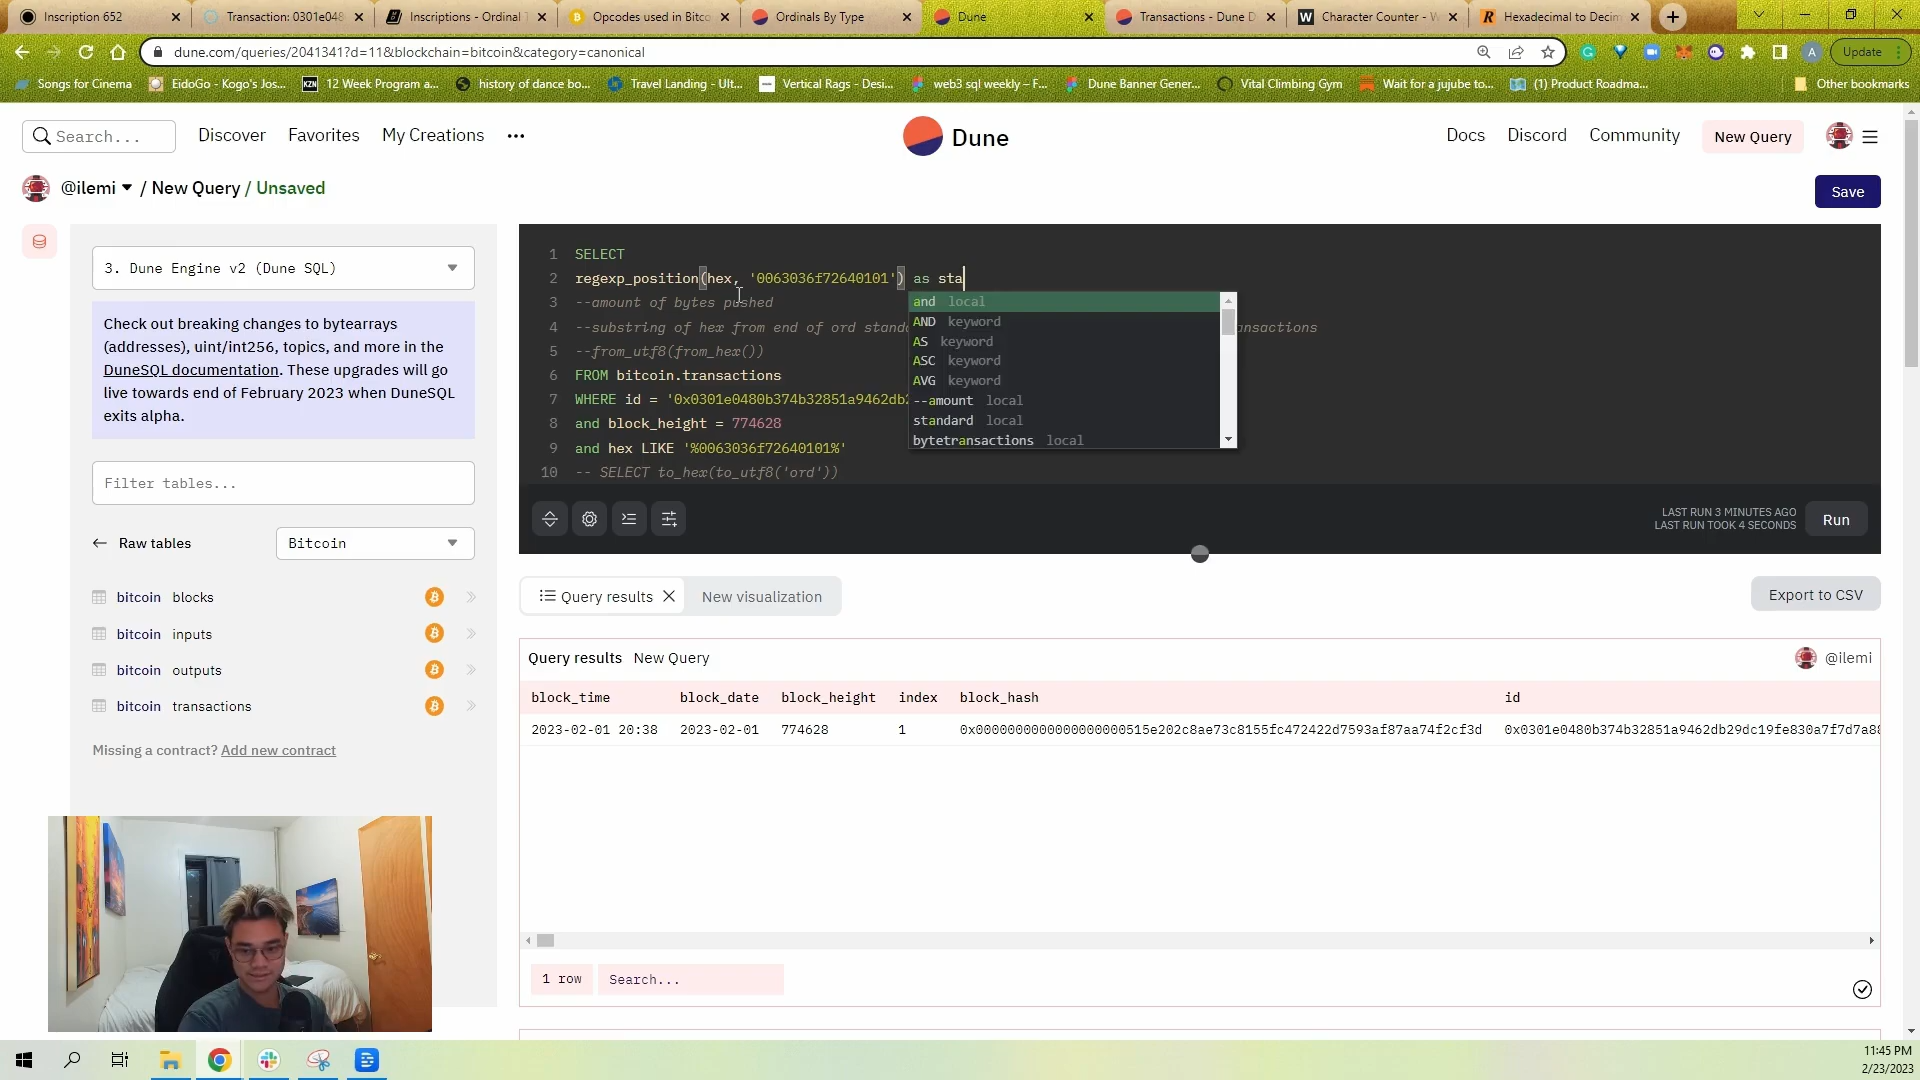 Inscription 652
Transaction: 0301e048
Inscriptions - Ordinal T
Opcodes used in Bitco
Ordinals By Type
Dune
Transactions - Dune D
Character Counter - W
Hexadecimal to Decim
dune.com/queries/2041341?d=11&blockchain=bitcoin&category=canonical
Update
Songs for Cinema
EidoGo - Kogo's Jos...
12 Week Program a...
history of dance bo...
Travel Landing - Ult...
Vertical Rags - Desi...
web3 sql weekly – F...
Dune Banner Gener...
Vital Climbing Gym
Wait for a jujube to...
(1) Product Roadma...
Other bookmarks
Search...
Discover
Favorites
My Creations
Dune
Docs
Discord
Community
New Query
@ilemi / New Query / Unsaved
Save
3. Dune Engine v2 (Dune SQL)
Check out breaking changes to bytearrays
(addresses), uint/int256, topics, and more in the
DuneSQL documentation. These upgrades will go
live towards end of February 2023 when DuneSQL
exits alpha.
Filter tables...
Raw tables
Bitcoin
bitcoin blocks
bitcoin inputs
bitcoin outputs
bitcoin transactions
Missing a contract? Add new contract
1 SELECT
2 regexp_position(hex, '0063036f72640101') as sta
3 --amount of bytes pushed
4 --substring of hex from end of ord standa
nsactions
5 --from_utf8(from_hex())
6 FROM bitcoin.transactions
7 WHERE id = '0x0301e0480b374b32851a9462db2
8 and block_height = 774628
9 and hex LIKE '%0063036f72640101%'
10 -- SELECT to_hex(to_utf8('ord'))
and local
AND keyword
AS keyword
ASC keyword
AVG keyword
--amount local
standard local
bytetransactions local
LAST RUN 3 MINUTES AGO
LAST RUN TOOK 4 SECONDS
Run
Query results
New visualization
Export to CSV
Query results New Query
@ilemi
block_time block_date block_height index block_hash id
2023-02-01 20:38 2023-02-01 774628 1
1 row
Search...
11:45 PM
2/23/2023